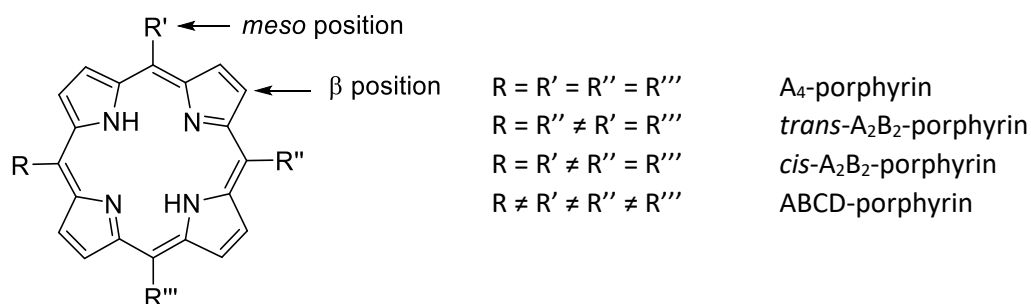 R' meso position
β position
R = R' = R'' = R''' A₄-porphyrin
NH N R = R'' ≠ R' = R''' trans-A₂B₂-porphyrin
R R'' R = R' ≠ R'' = R''' cis-A₂B₂-porphyrin
N HN R ≠ R' ≠ R'' ≠ R''' ABCD-porphyrin
R'''